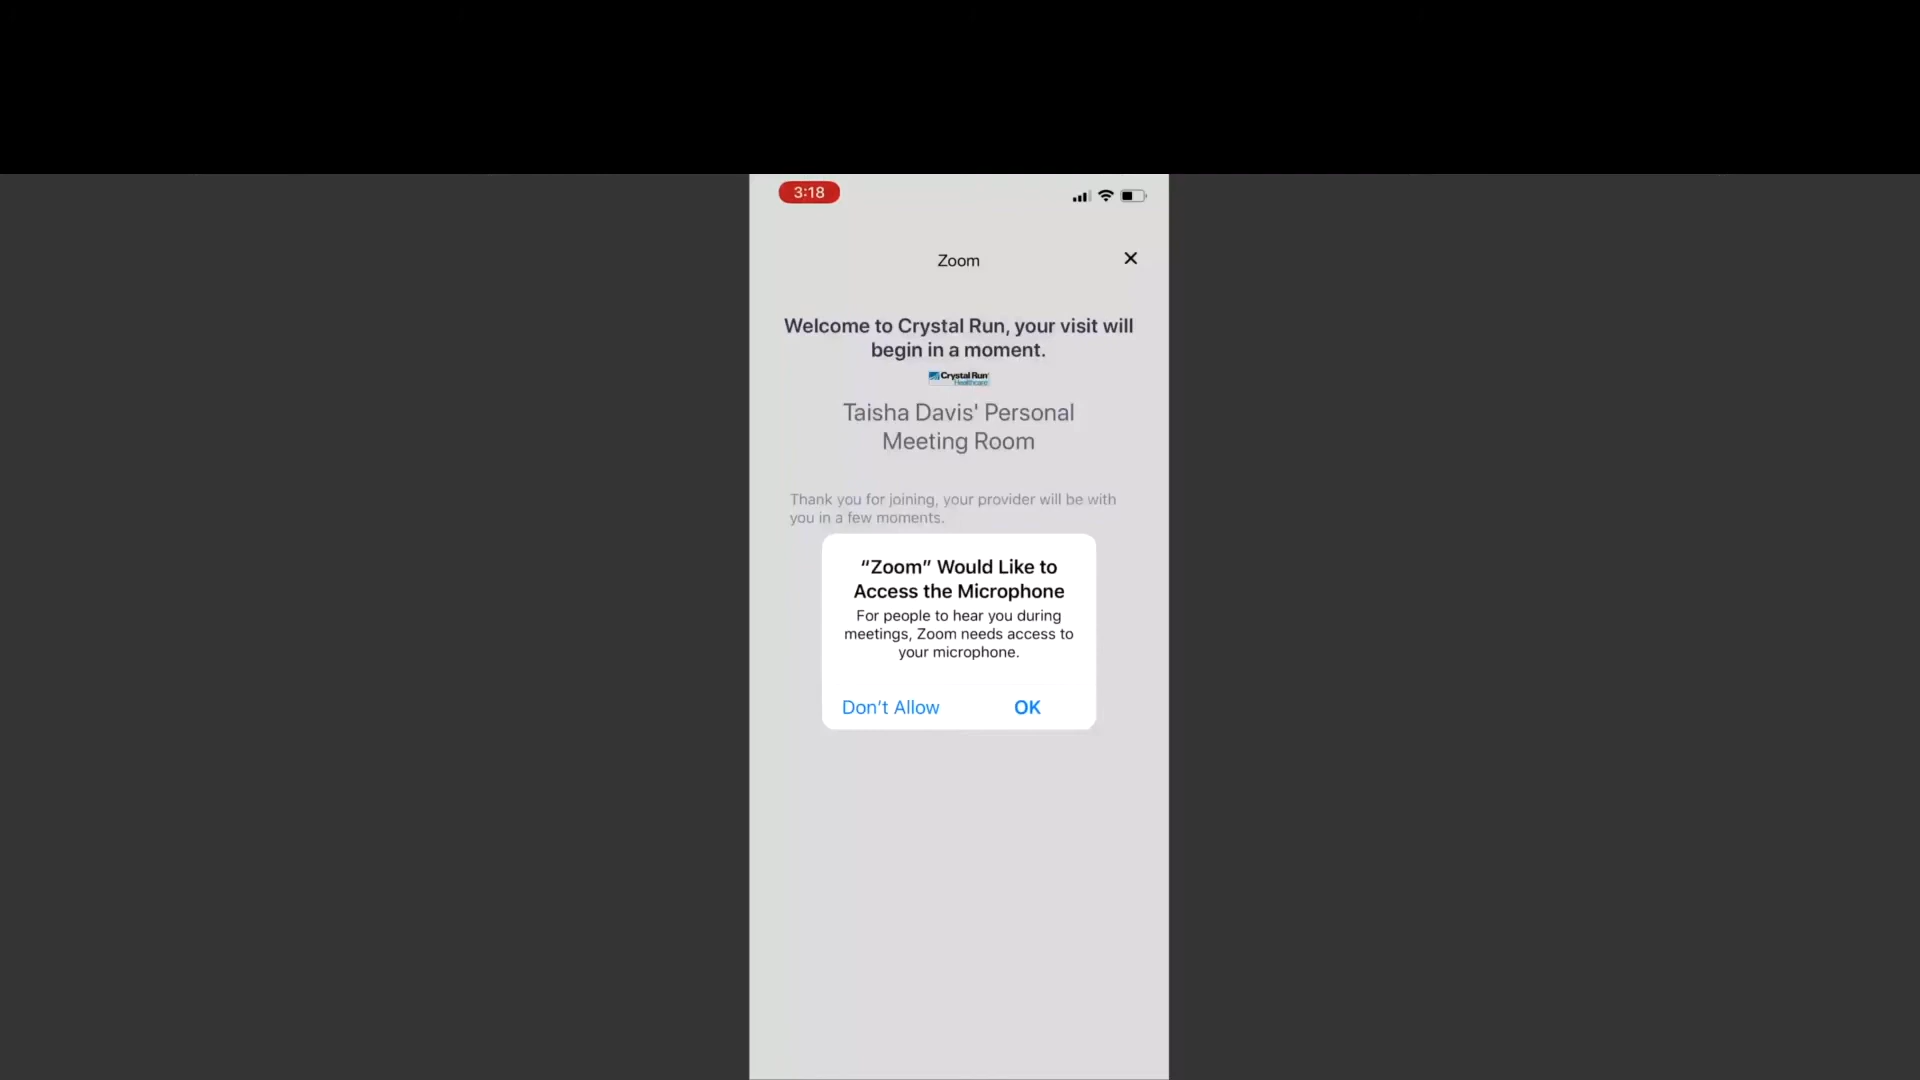 3:18
Zoom
Welcome to Crystal Run, your visit will
begin in a moment.
Crystal Run
Healthcare
Taisha Davis' Personal
Meeting Room
Thank you for joining, your provider will be with
you in a few moments.
“Zoom” Would Like to
Access the Microphone
For people to hear you during
meetings, Zoom needs access to
your microphone.
Don’t Allow OK